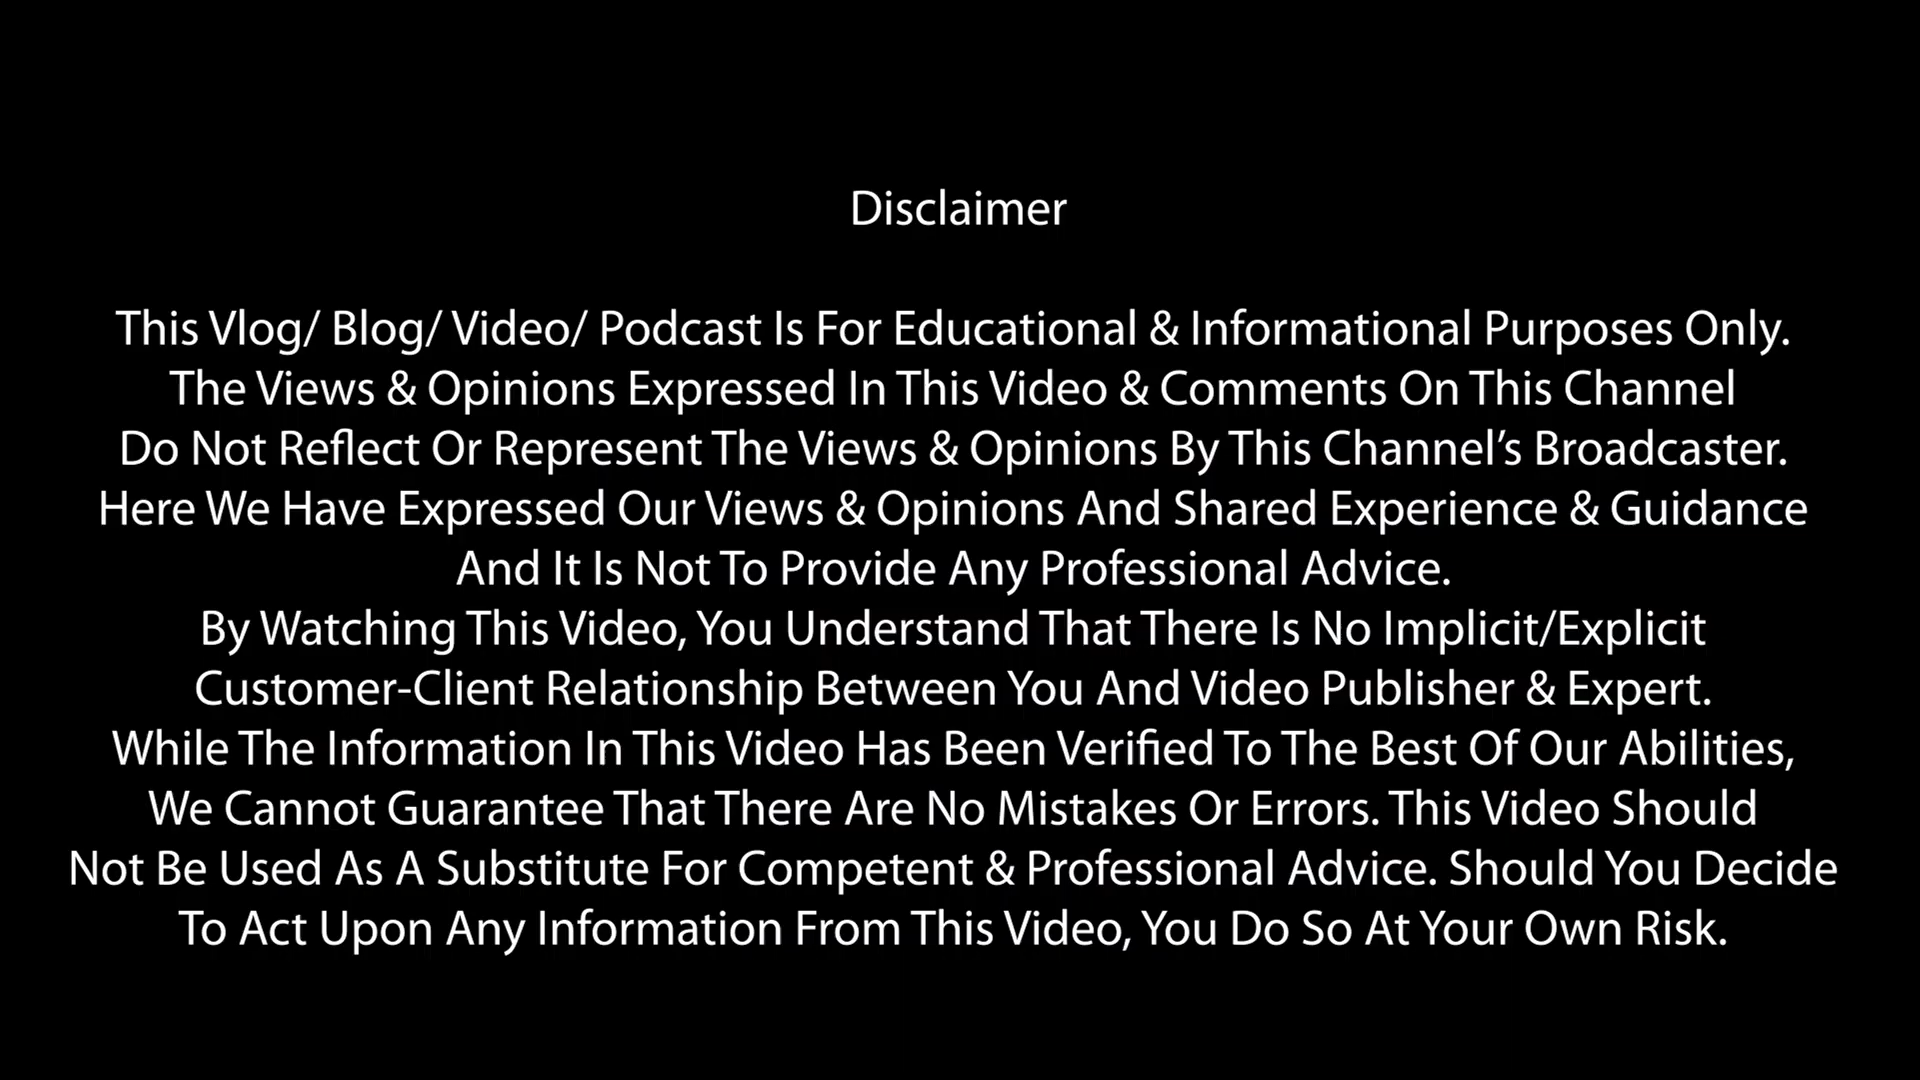 Disclaimer
This Vlog/ Blog/ Video/ Podcast Is For Educational & Informational Purposes Only.
The Views & Opinions Expressed In This Video & Comments On This Channel
Do Not Reflect Or Represent The Views & Opinions By This Channel’s Broadcaster.
Here We Have Expressed Our Views & Opinions And Shared Experience & Guidance
And It Is Not To Provide Any Professional Advice.
By Watching This Video, You Understand That There Is No Implicit/Explicit
Customer-Client Relationship Between You And Video Publisher & Expert.
While The Information In This Video Has Been Verified To The Best Of Our Abilities,
We Cannot Guarantee That There Are No Mistakes Or Errors. This Video Should
Not Be Used As A Substitute For Competent & Professional Advice. Should You Decide
To Act Upon Any Information From This Video, You Do So At Your Own Risk.